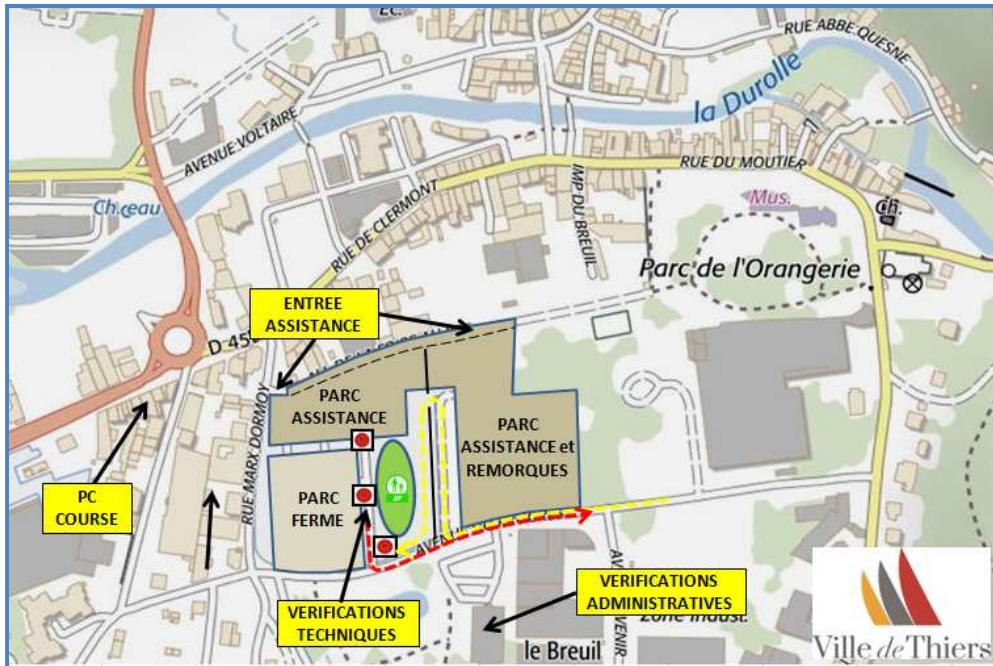 EC.
RUE ABBE QUESNE
la Durolle
AVENUE VOLTAIRE
RUE DU MOUTIER
Ch.eau
RUE DE CLERMONT
IMP DU BREUIL
Mus.
Ch.
Parc de l'Orangerie
ENTREE
ASSISTANCE
PARC
ASSISTANCE
PARC
ASSISTANCE et
REMORQUES
RUE MARX DORMOY
PC
COURSE
PARC
FERME
VERIFICATIONS
TECHNIQUES
VERIFICATIONS
ADMINISTRATIVES
le Breuil
Ville de Thiers